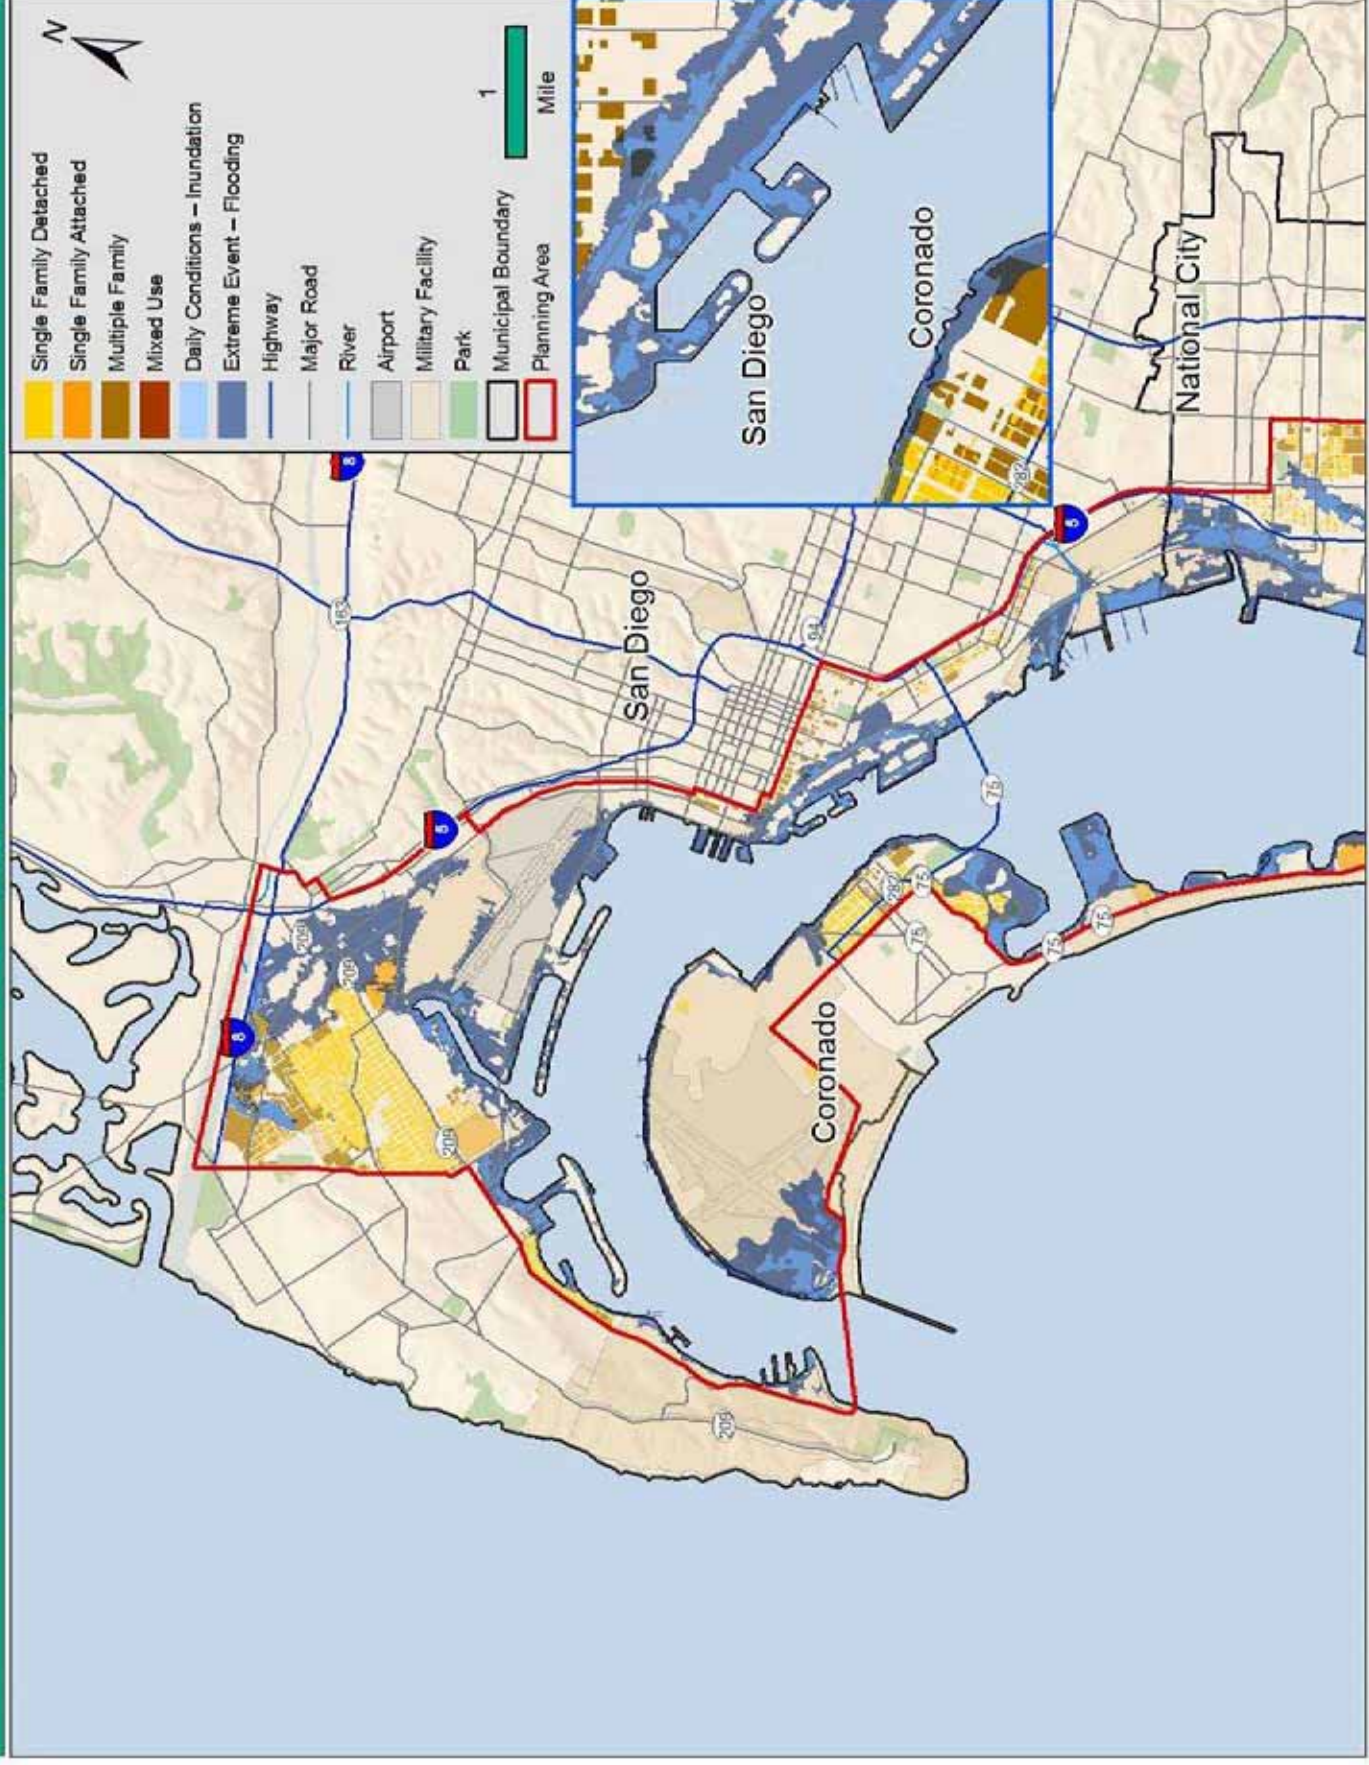 N
Single Family Detached
Single Family Attached
Multiple Family
Mixed Use
Daily Conditions – Inundation
Extreme Event – Flooding
Highway
Major Road
River
Airport
Military Facility
Park
Municipal Boundary
Planning Area
1
Mile
San Diego
Coronado
282
8
163
San Diego
94
5
8
209
209
209
5
75
282
75
75
75
75
Coronado
National City
209